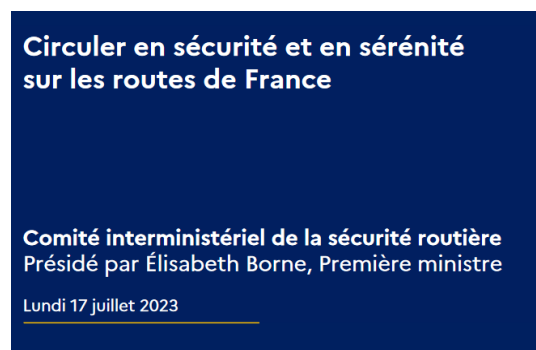 Circuler en sécurité et en sérénité
sur les routes de France
Comité interministériel de la sécurité routière
Présidé par Élisabeth Borne, Première ministre
Lundi 17 juillet 2023